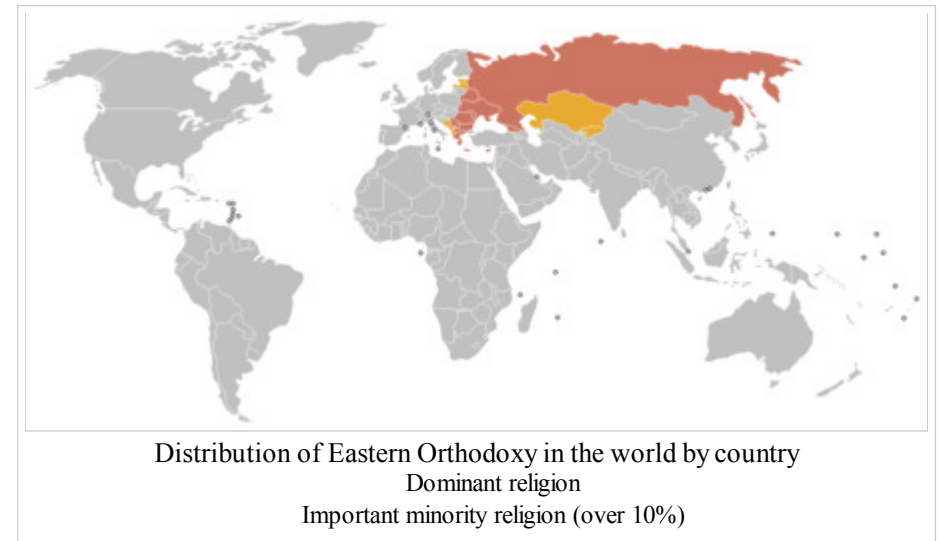 Distribution of Eastern Orthodoxy in the world by country
Dominant religion
Important minority religion (over 10%)